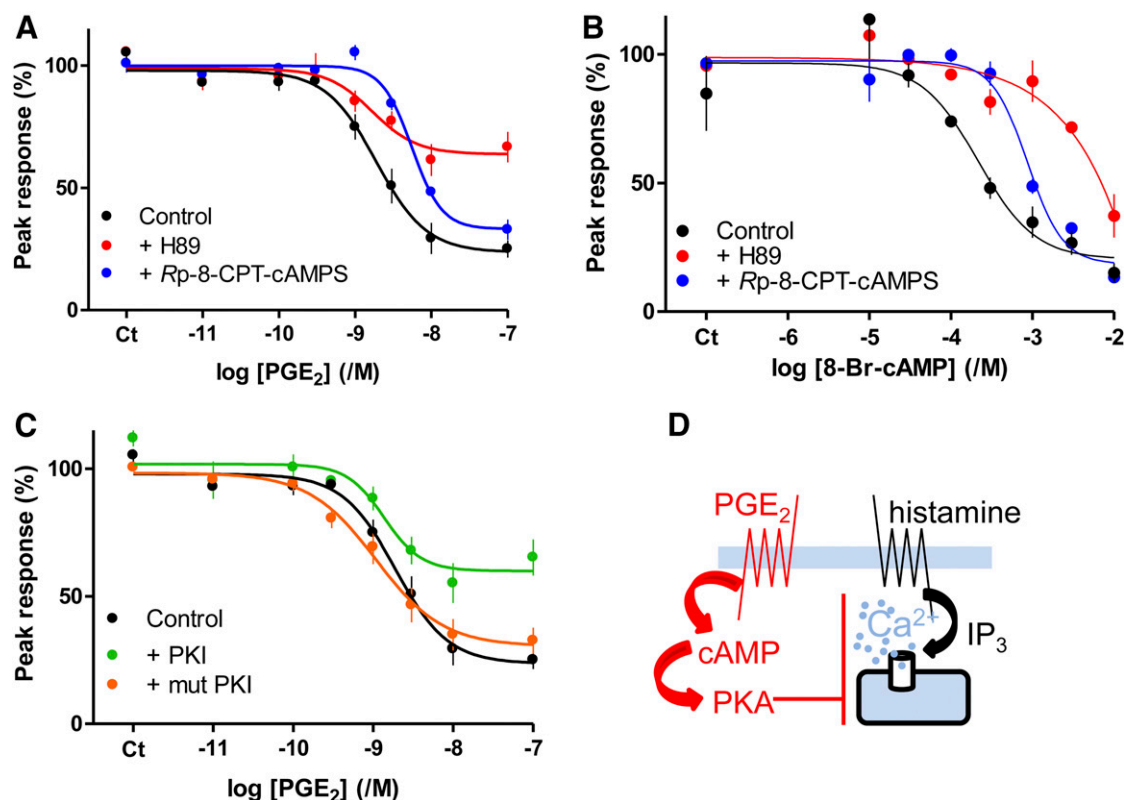 A
Peak response (%)
100
50
0
Control
+ H89
+ Rp-8-CPT-cAMPS
Ct
-11
-10
-9
-8
-7
log [PGE₂] (/M)
B
Peak response (%)
100
50
0
Control
+ H89
+ Rp-8-CPT-cAMPS
Ct
-6
-5
-4
-3
-2
log [8-Br-cAMP] (/M)
C
Peak response (%)
100
50
0
Control
+ PKI
+ mut PKI
Ct
-11
-10
-9
-8
-7
log [PGE₂] (/M)
D
PGE₂
histamine
Ca²⁺
IP₃
cAMP
PKA